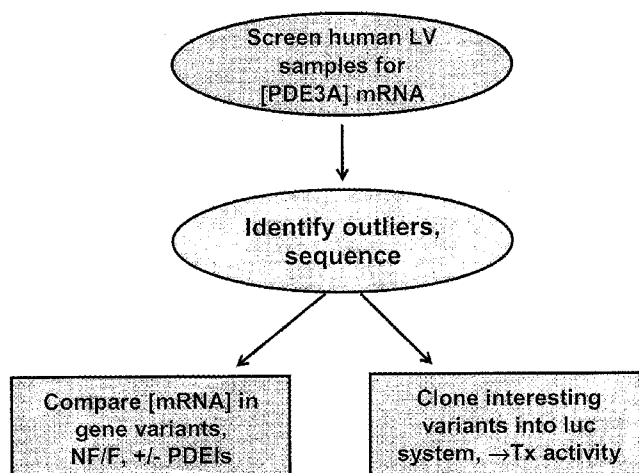 Screen human LV
samples for
[PDE3A] mRNA
Identify outliers,
sequence
Compare [mRNA] in
gene variants,
NF/F, +/- PDEIs
Clone interesting
variants into luc
system, →Tx activity